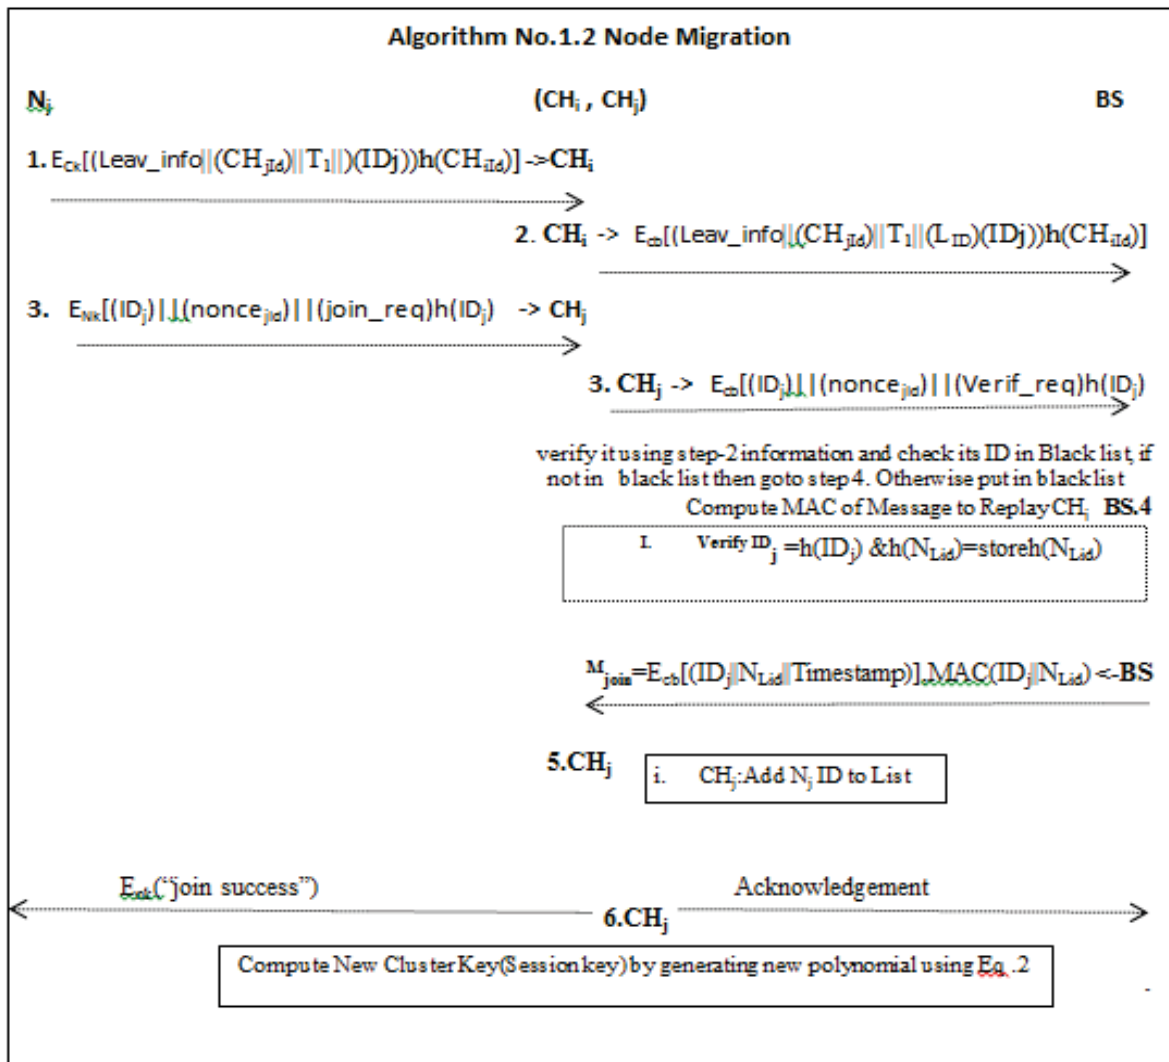 Algorithm No.1.2 Node Migration
Nj (CHi , CHj) BS
1. ECk[(Leav_info||(CHjId)||T1||)(IDj))h(CHiId)] ->CHi
2. CHi -> Ecb[(Leav_info||(CHjId)||T1||(LID)(IDj))h(CHiId)]
3. ENk[(IDj)||(noncejId)||(join_req)h(IDj) -> CHj
3. CHj -> Ecb[(IDj)||(noncejId)||(Verif_req)h(IDj)
verify it using step-2 information and check its ID in Black list, if
not in black list then goto step 4. Otherwise put in black list
Compute MAC of Message to Replay CHj BS.4
I. Verify IDj =h(IDj) &h(NLid)=storeh(NLid)
Mjoin=Ecb[(IDj||NLid||Timestamp)],MAC(IDj||NLid) <-BS
5.CHj i. CHj:Add Nj ID to List
Enk("join success") Acknowledgement
6.CHj
Compute New Cluster Key(Session key) by generating new polynomial using Eq .2
-